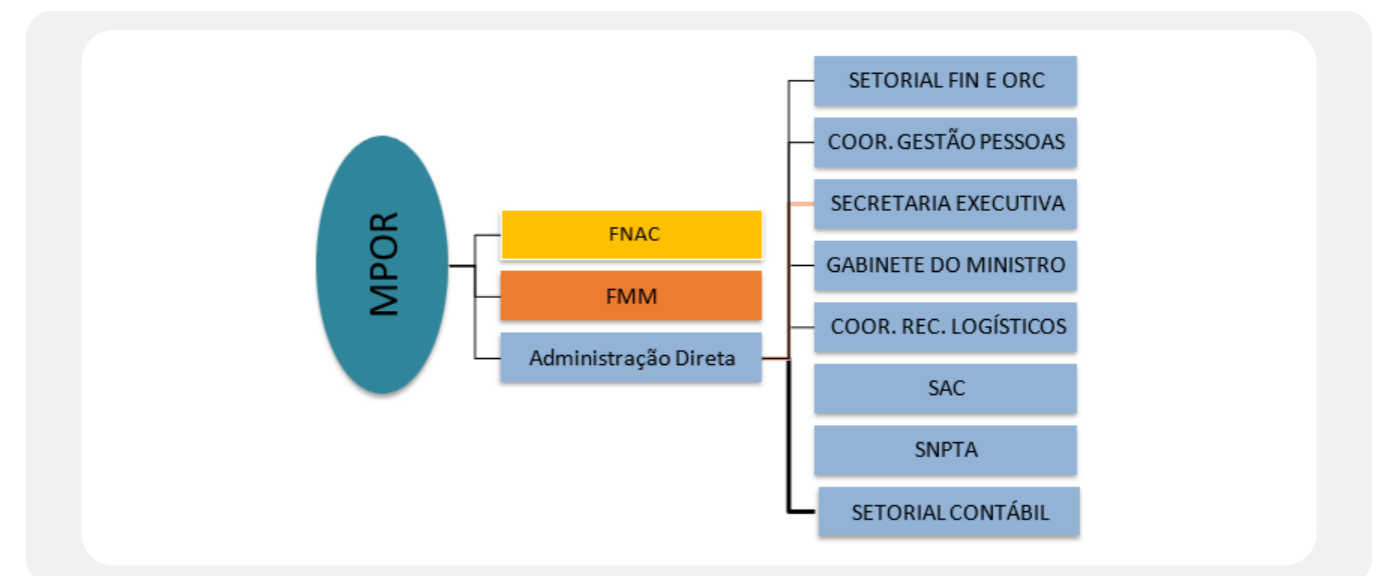 MPOR
FNAC
FMM
Administração Direta
SETORIAL FIN E ORC
COOR. GESTÃO PESSOAS
SECRETARIA EXECUTIVA
GABINETE DO MINISTRO
COOR. REC. LOGÍSTICOS
SAC
SNPTA
SETORIAL CONTÁBIL